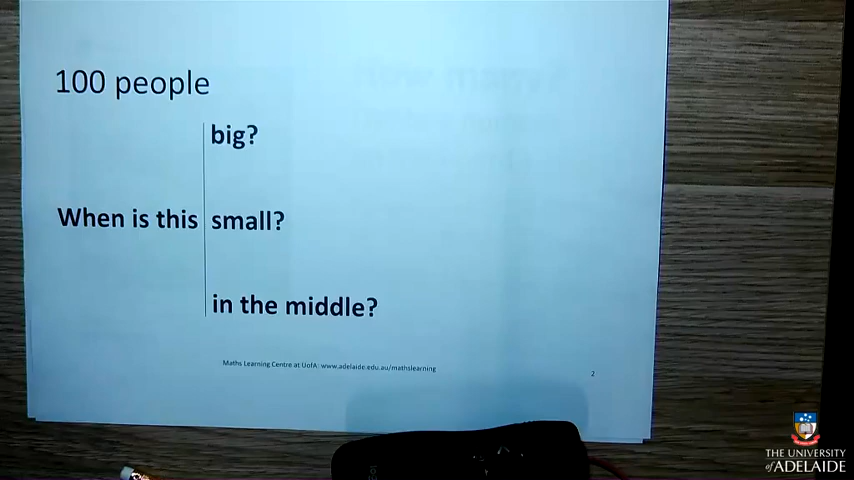 100 people
big?
When is this small?
in the middle?
Maths Learning Centre at UofA: www.adelaide.edu.au/mathslearning
2
THE UNIVERSITY
of ADELAIDE